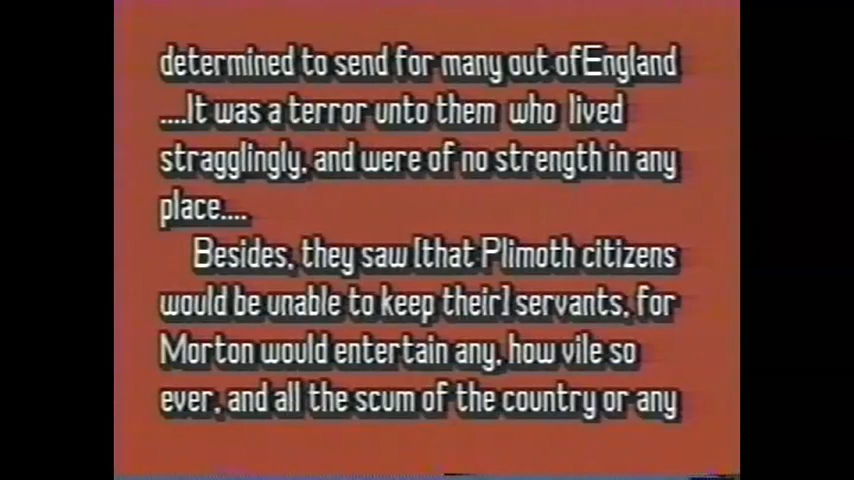 determined to send for many out of England
....It was a terror unto them who lived
stragglingly, and were of no strength in any
place....
Besides, they saw [that Plimoth citizens
would be unable to keep their] servants, for
Morton would entertain any, how vile so
ever, and all the scum of the country or any